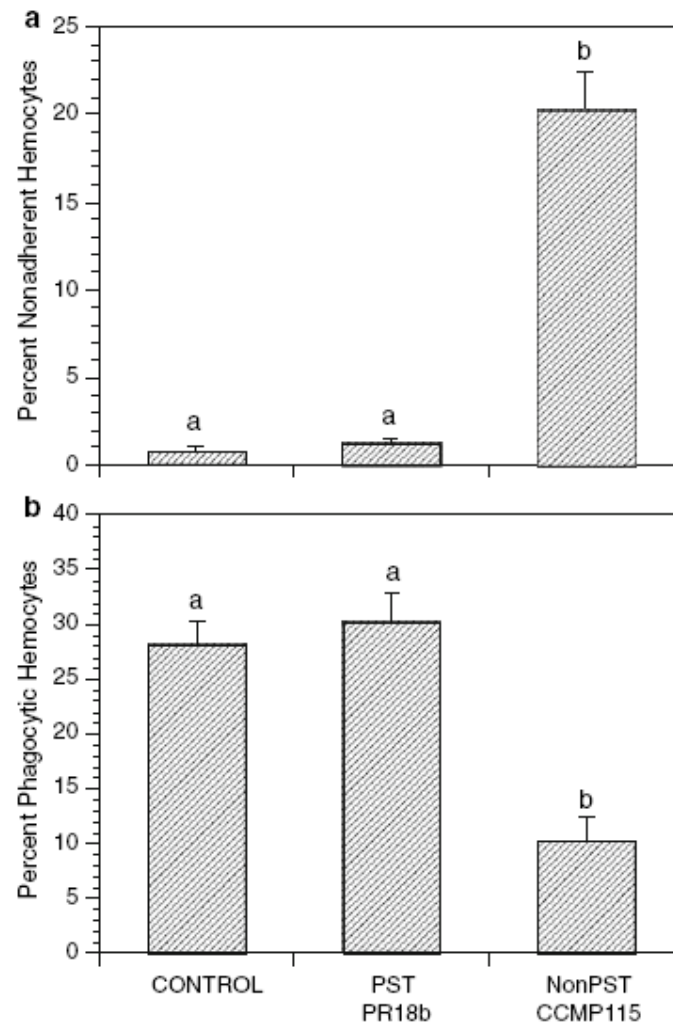 a
25
20
15
10
5
0
Percent Nonadherent Hemocytes
a
a
b
b
40
35
30
25
20
15
10
5
0
Percent Phagocytic Hemocytes
a
a
b
CONTROL
PST
PR18b
NonPST
CCMP115